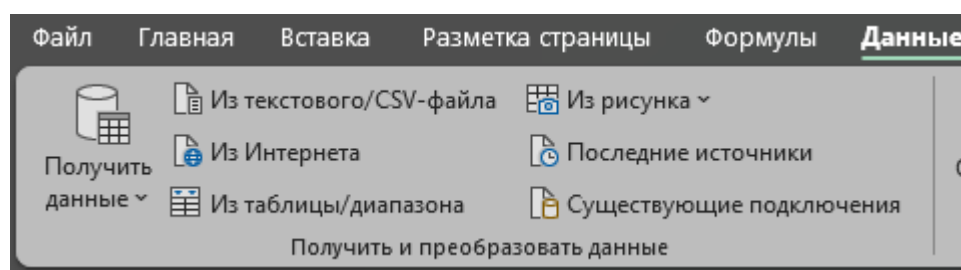 Файл Главная Вставка Разметка страницы Формулы Данные
Получить данные
Из текстового/CSV-файла
Из Интернета
Из таблицы/диапазона
Из рисунка
Последние источники
Существующие подключения
Получить и преобразовать данные